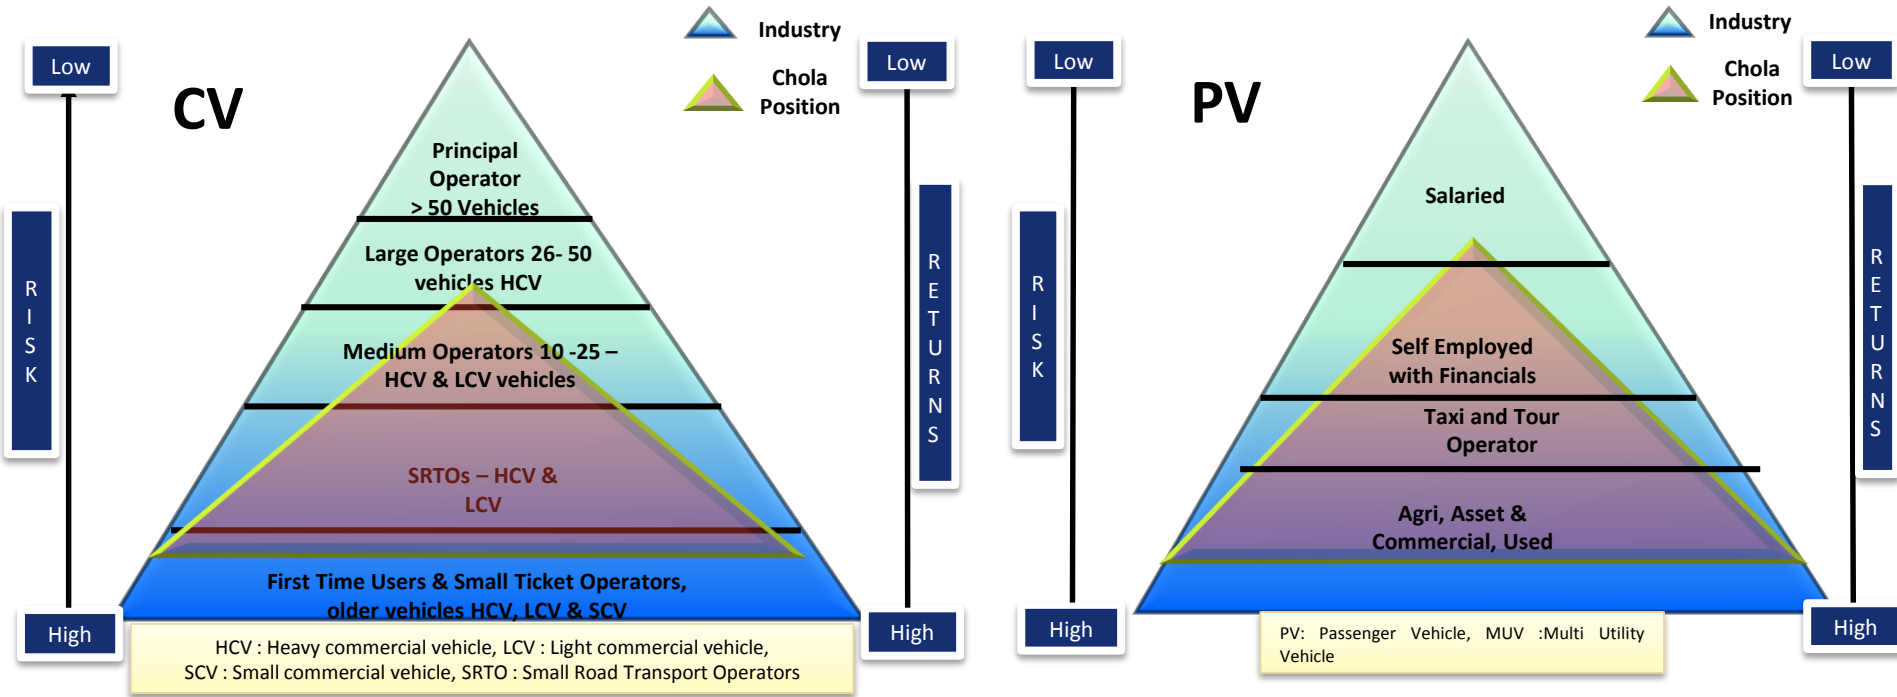 CV
Low
RISK
High
Industry
Chola
Position
Principal
Operator
> 50 Vehicles
Large Operators 26- 50
vehicles HCV
Medium Operators 10 -25 –
HCV & LCV vehicles
SRTOs – HCV &
LCV
First Time Users & Small Ticket Operators,
older vehicles HCV, LCV & SCV
Low
RETURNS
High
HCV : Heavy commercial vehicle, LCV : Light commercial vehicle,
SCV : Small commercial vehicle, SRTO : Small Road Transport Operators
PV
Low
RISK
High
Industry
Chola
Position
Salaried
Self Employed
with Financials
Taxi and Tour
Operator
Agri, Asset &
Commercial, Used
Low
RETURNS
High
PV: Passenger Vehicle, MUV :Multi Utility
Vehicle